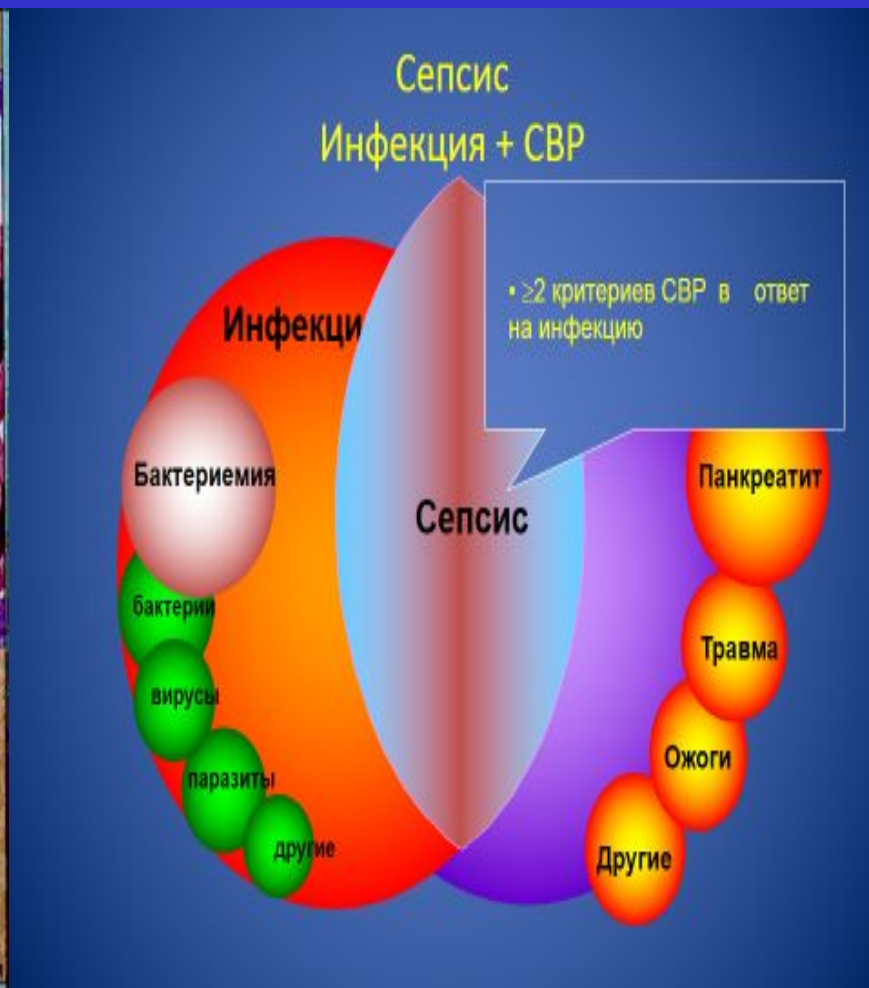 Сепсис
Инфекция + СВР
• ≥2 критериев СВР в ответ
на инфекцию
Инфекци
Бактериемия
бактерии
вирусы
паразиты
другие
Сепсис
Панкреатит
Травма
Ожоги
Другие